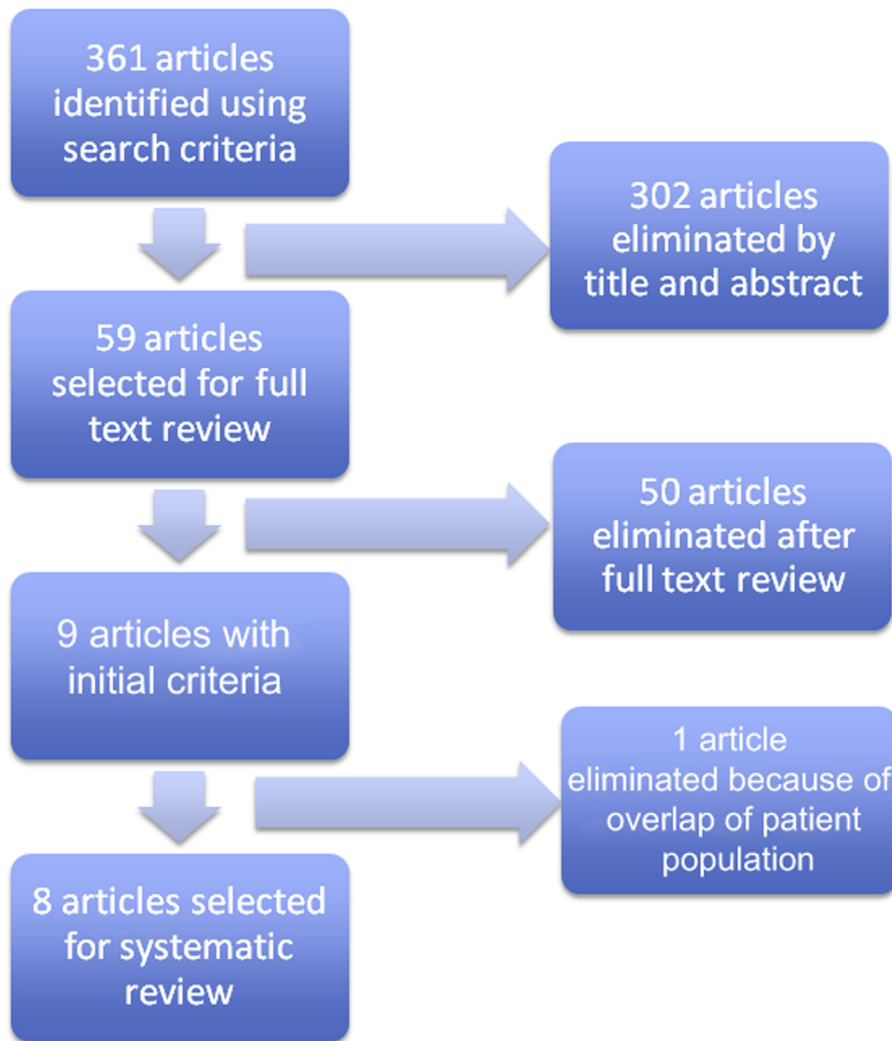 361 articles
identified using
search criteria
302 articles
eliminated by
title and abstract
59 articles
selected for full
text review
50 articles
eliminated after
full text review
9 articles with
initial criteria
1 article
eliminated because of
overlap of patient
population
8 articles selected
for systematic
review